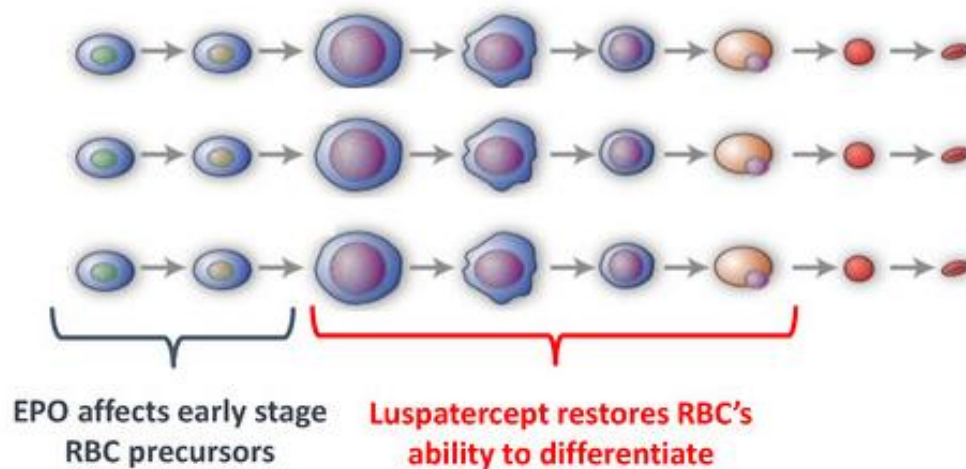 EPO affects early stage
RBC precursors
Luspatercept restores RBC's
ability to differentiate